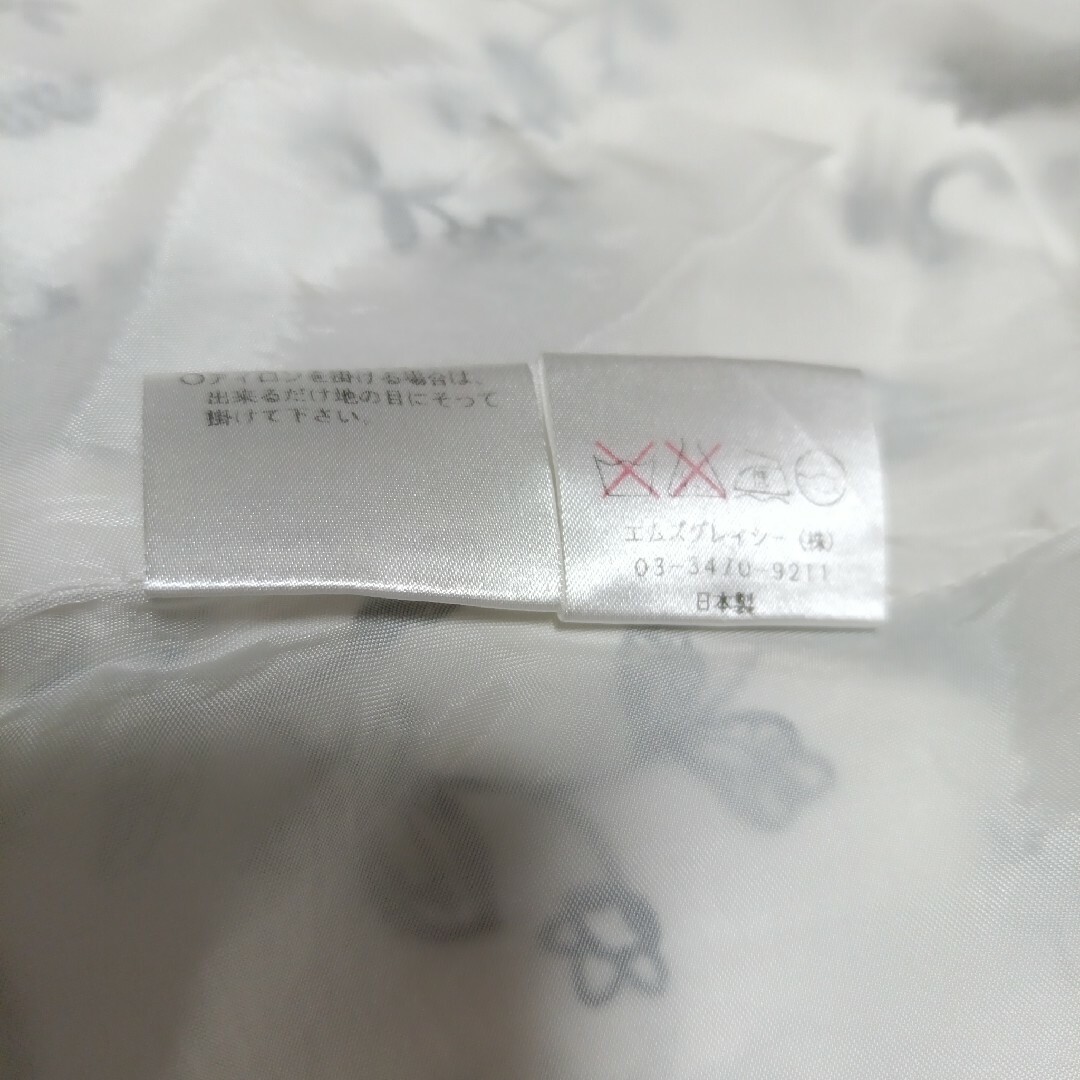 ○アイロンを掛ける場合は、
出来るだけ地の目にそって
掛けて下さい。
エムズグレイシー(株)
03-3470-9211
日本製